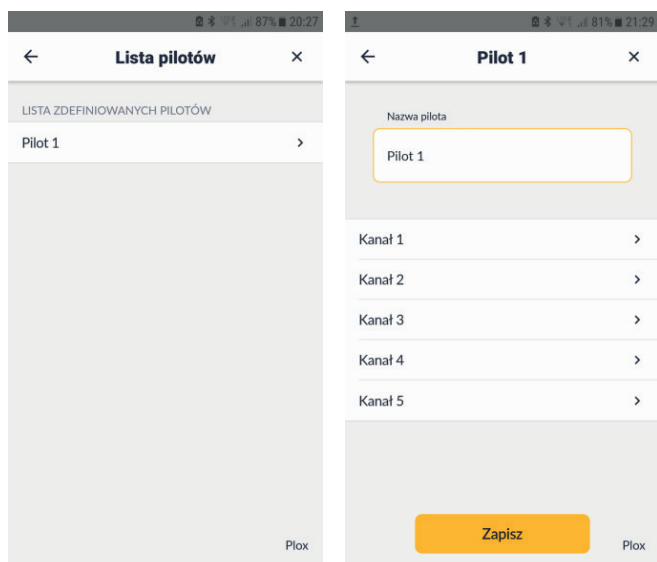 87% 20:27
Lista pilotów
LISTA ZDEFINIOWANYCH PILOTÓW
Pilot 1
Plox
81% 21:29
Pilot 1
Nazwa pilota
Pilot 1
Kanał 1
Kanał 2
Kanał 3
Kanał 4
Kanał 5
Zapisz
Plox